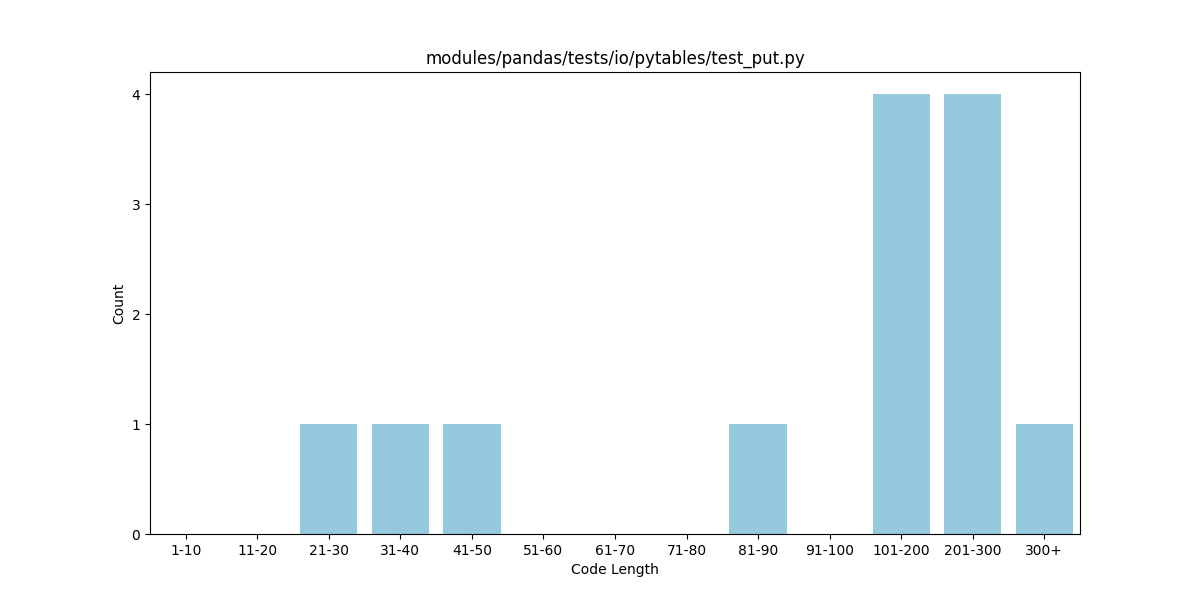 modules/pandas/tests/io/pytables/test_put.py
4
3
2
1
0
Count
1-10 11-20 21-30 31-40 41-50 51-60 61-70 71-80 81-90 91-100 101-200 201-300 300+
Code Length